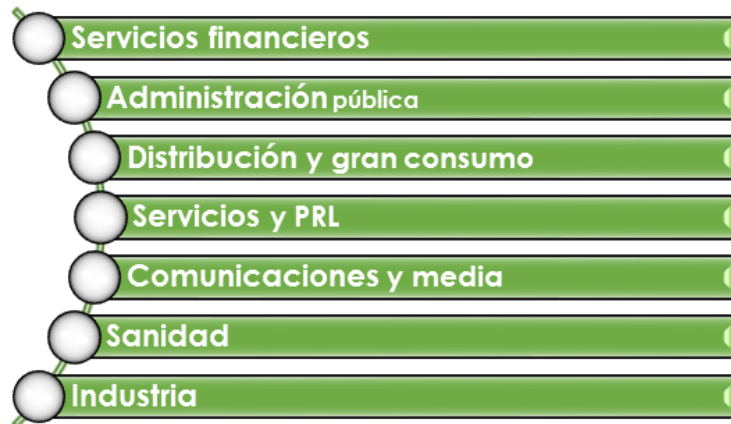 Servicios financieros
Administración pública
Distribución y gran consumo
Servicios y PRL
Comunicaciones y media
Sanidad
Industria